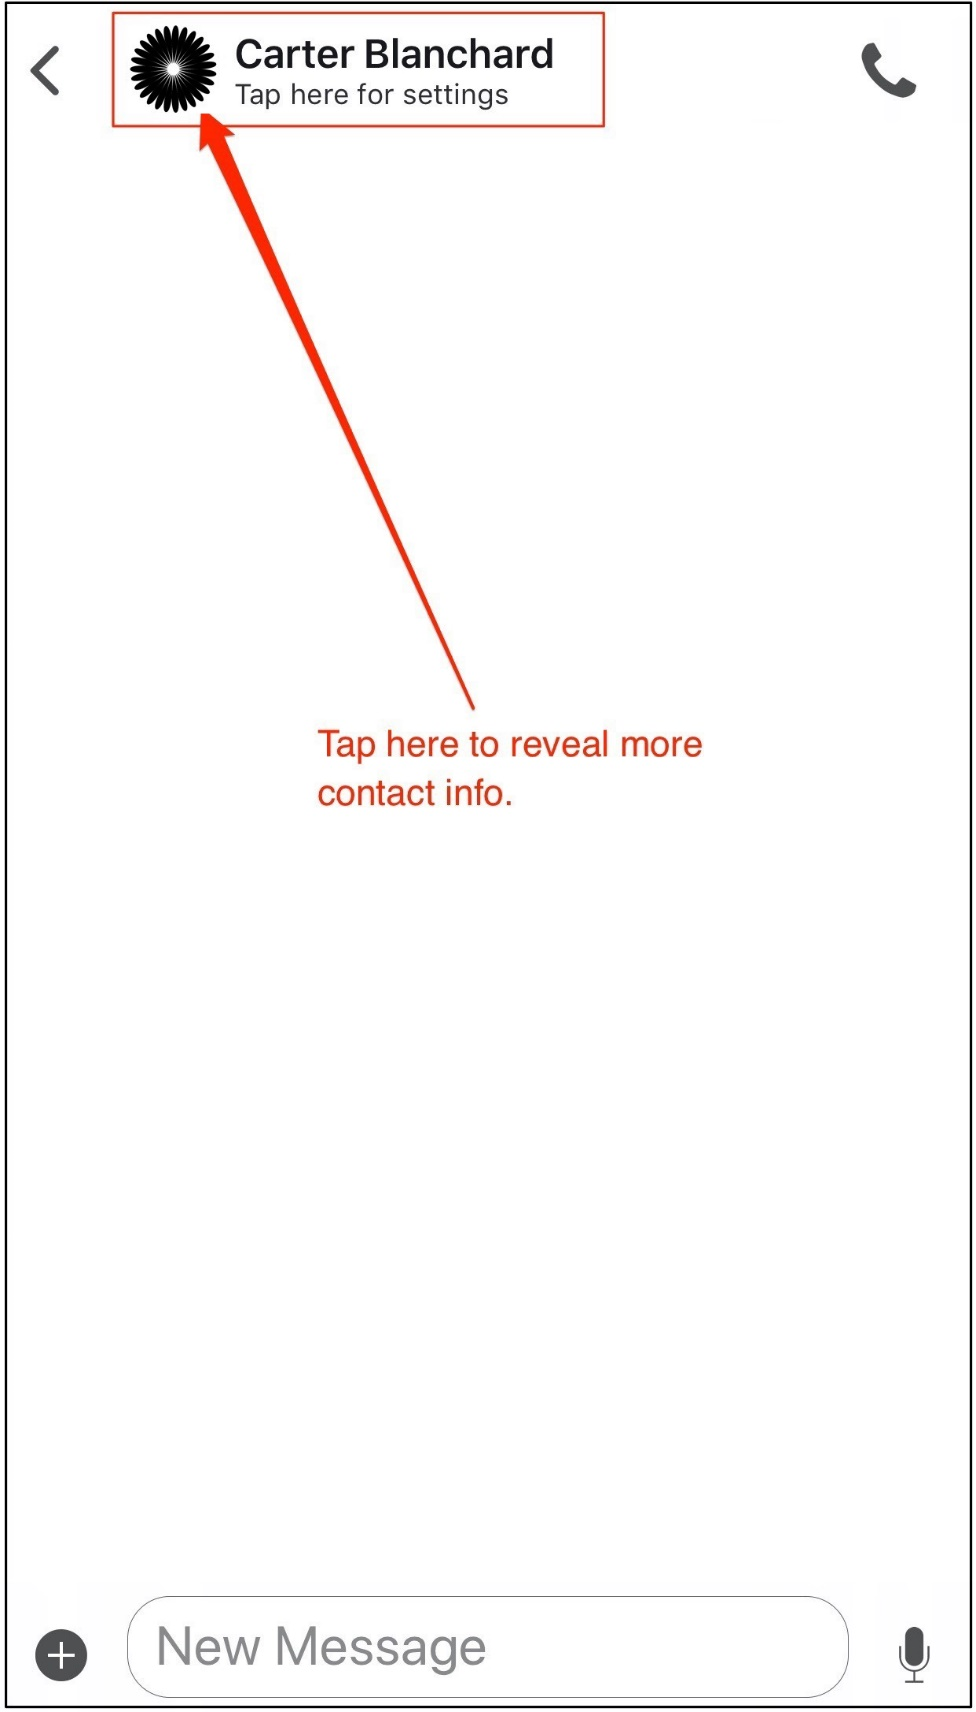 Carter Blanchard
Tap here for settings
Tap here to reveal more
contact info.
New Message